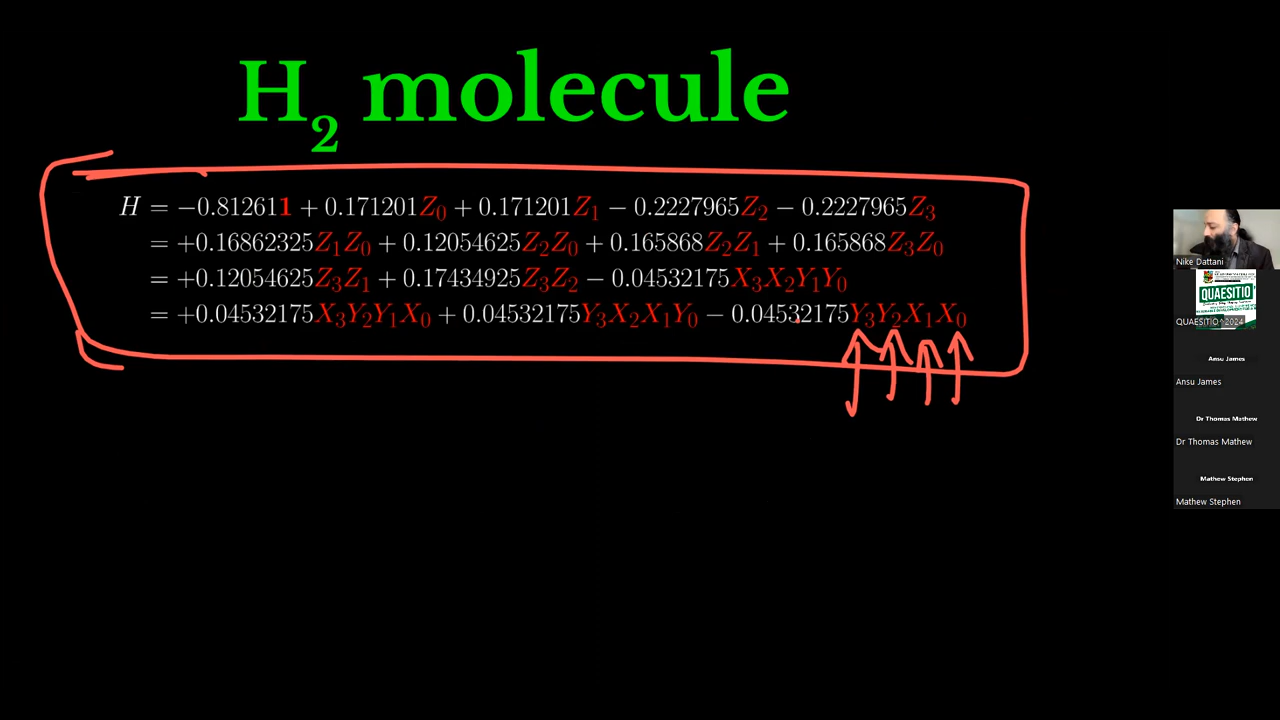 H₂ molecule
H = −0.81261𝟏 + 0.171201Z₀ + 0.171201Z₁ − 0.2227965Z₂ − 0.2227965Z₃
= +0.16862325Z₁Z₀ + 0.12054625Z₂Z₀ + 0.165868Z₂Z₁ + 0.165868Z₃Z₀
= +0.12054625Z₃Z₁ + 0.17434925Z₃Z₂ − 0.04532175X₃X₂Y₁Y₀
= +0.04532175X₃Y₂Y₁X₀ + 0.04532175Y₃X₂X₁Y₀ − 0.04532175Y₃Y₂X₁X₀
Nike Dattani
QUAESITIO
QUAESITIO^2024
Ansu James
Ansu James
Dr Thomas Mathew
Dr Thomas Mathew
Mathew Stephen
Mathew Stephen